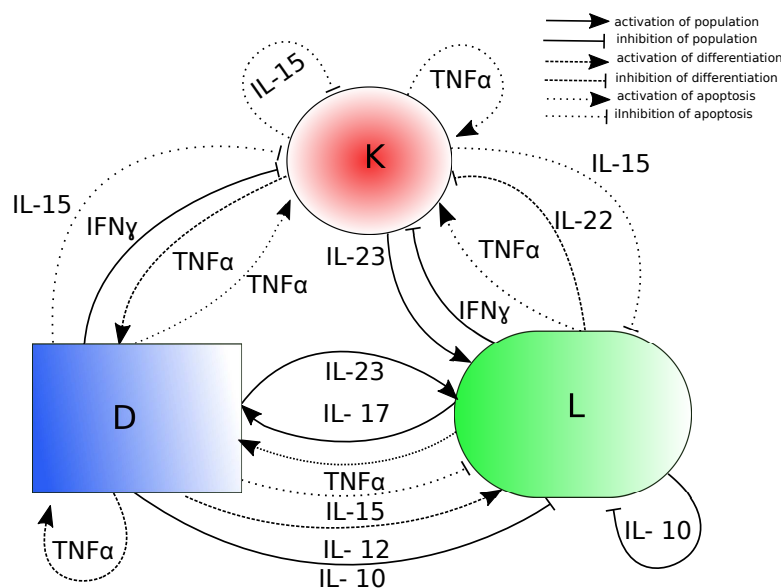 activation of population
inhibition of population
activation of differentiation
inhibition of differentiation
activation of apoptosis
iInhibition of apoptosis
IL-15
TNFα
K
IL-15
IL-15
IFNɣ
IL-22
TNFα
IL-23
TNFα
TNFα
IFNɣ
IL-23
D
IL- 17
L
TNFα
IL-15
IL- 10
TNFα
IL- 12
IL- 10